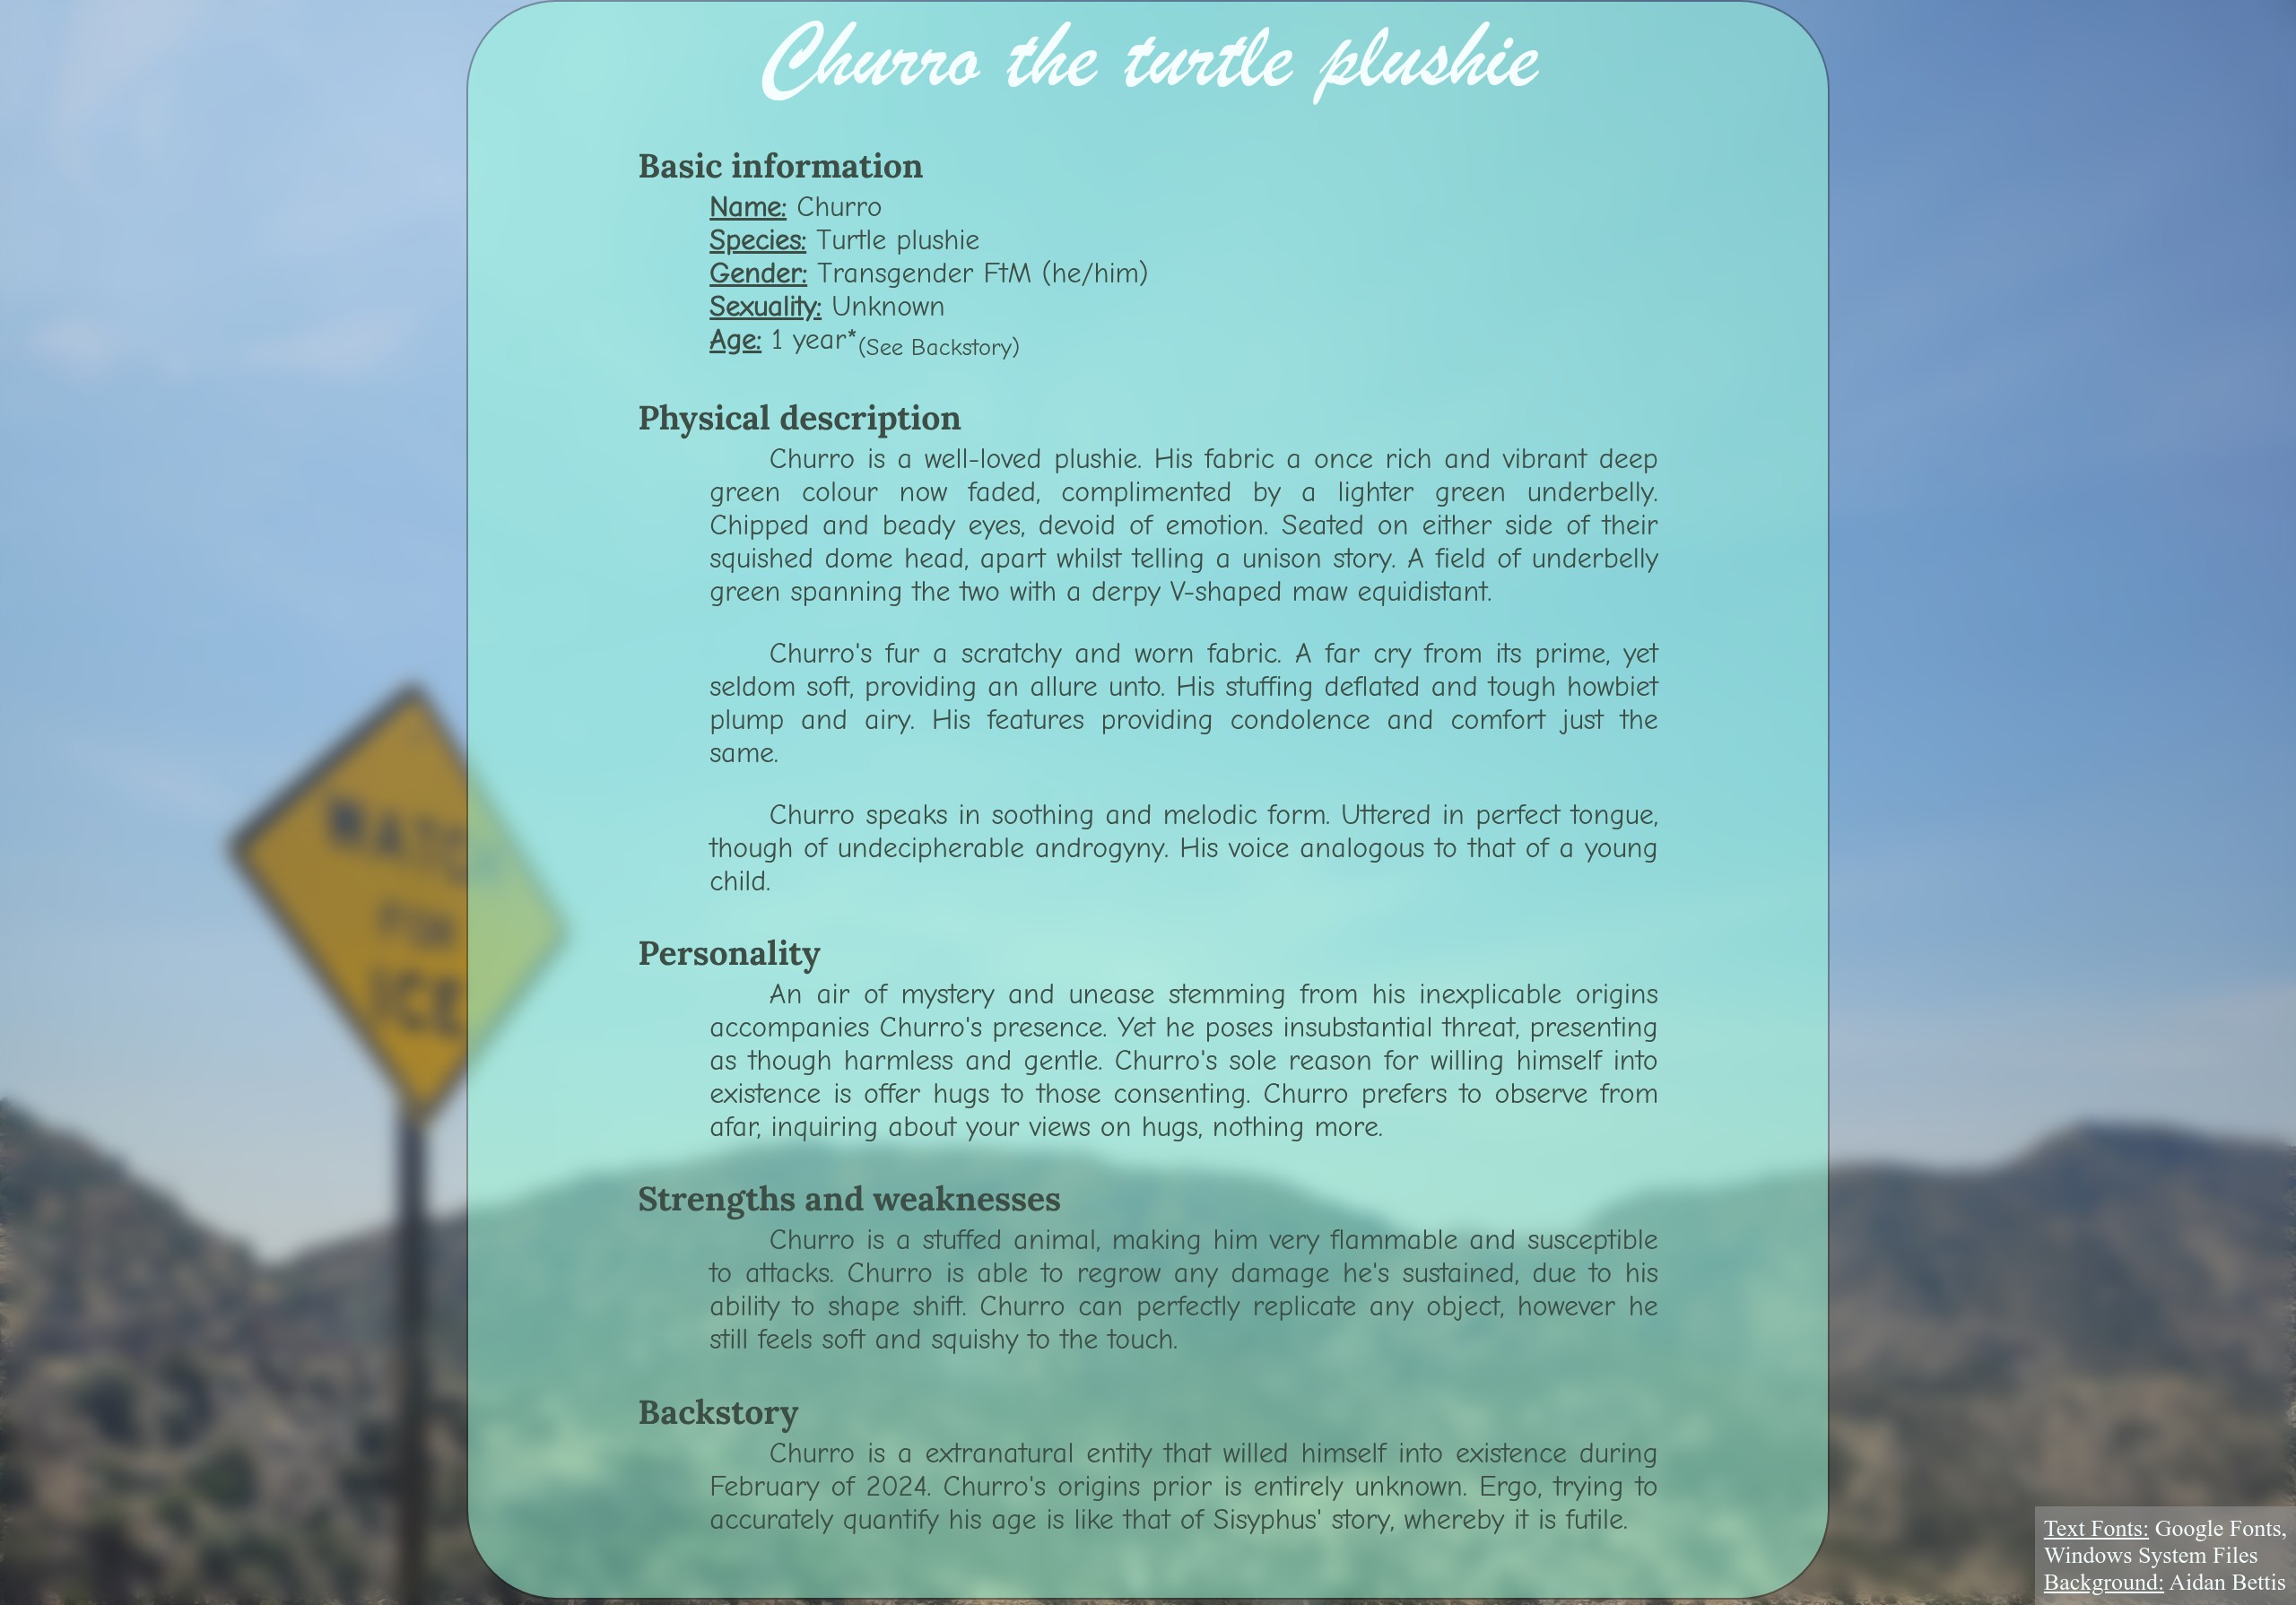 Churro the turtle plushie
Basic information
Name: Churro
Species: Turtle plushie
Gender: Transgender FtM (he/him)
Sexuality: Unknown
Age: 1 year*(See Backstory)
Physical description
Churro is a well-loved plushie. His fabric a once rich and vibrant deep
green colour now faded, complimented by a lighter green underbelly.
Chipped and beady eyes, devoid of emotion. Seated on either side of their
squished dome head, apart whilst telling a unison story. A field of underbelly
green spanning the two with a derpy V-shaped maw equidistant.
Churro's fur a scratchy and worn fabric. A far cry from its prime, yet
seldom soft, providing an allure unto. His stuffing deflated and tough howbiet
plump and airy. His features providing condolence and comfort just the
same.
Churro speaks in soothing and melodic form. Uttered in perfect tongue,
though of undecipherable androgyny. His voice analogous to that of a young
child.
Personality
An air of mystery and unease stemming from his inexplicable origins
accompanies Churro's presence. Yet he poses insubstantial threat, presenting
as though harmless and gentle. Churro's sole reason for willing himself into
existence is offer hugs to those consenting. Churro prefers to observe from
afar, inquiring about your views on hugs, nothing more.
Strengths and weaknesses
Churro is a stuffed animal, making him very flammable and susceptible
to attacks. Churro is able to regrow any damage he's sustained, due to his
ability to shape shift. Churro can perfectly replicate any object, however he
still feels soft and squishy to the touch.
Backstory
Churro is a extranatural entity that willed himself into existence during
February of 2024. Churro's origins prior is entirely unknown. Ergo, trying to
accurately quantify his age is like that of Sisyphus' story, whereby it is futile.
WATCH
FOR
ICE
Text Fonts: Google Fonts,
Windows System Files
Background: Aidan Bettis